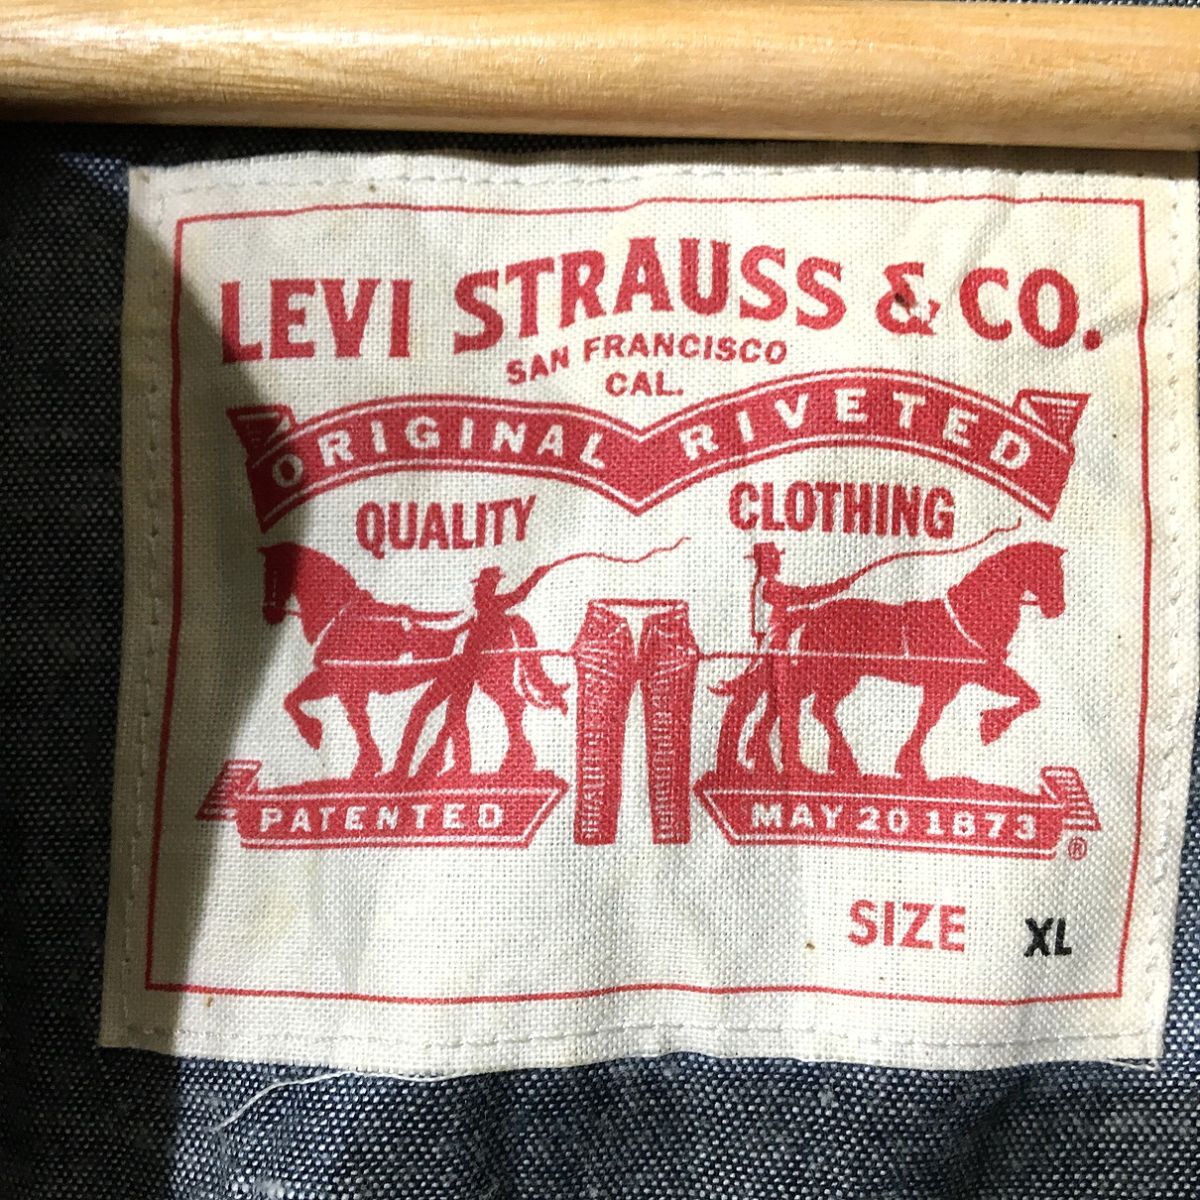 LEVI STRAUSS & CO.
SAN FRANCISCO
CAL.
ORIGINAL RIVETED
QUALITY CLOTHING
PATENTED MAY 20 1873
®
SIZE XL